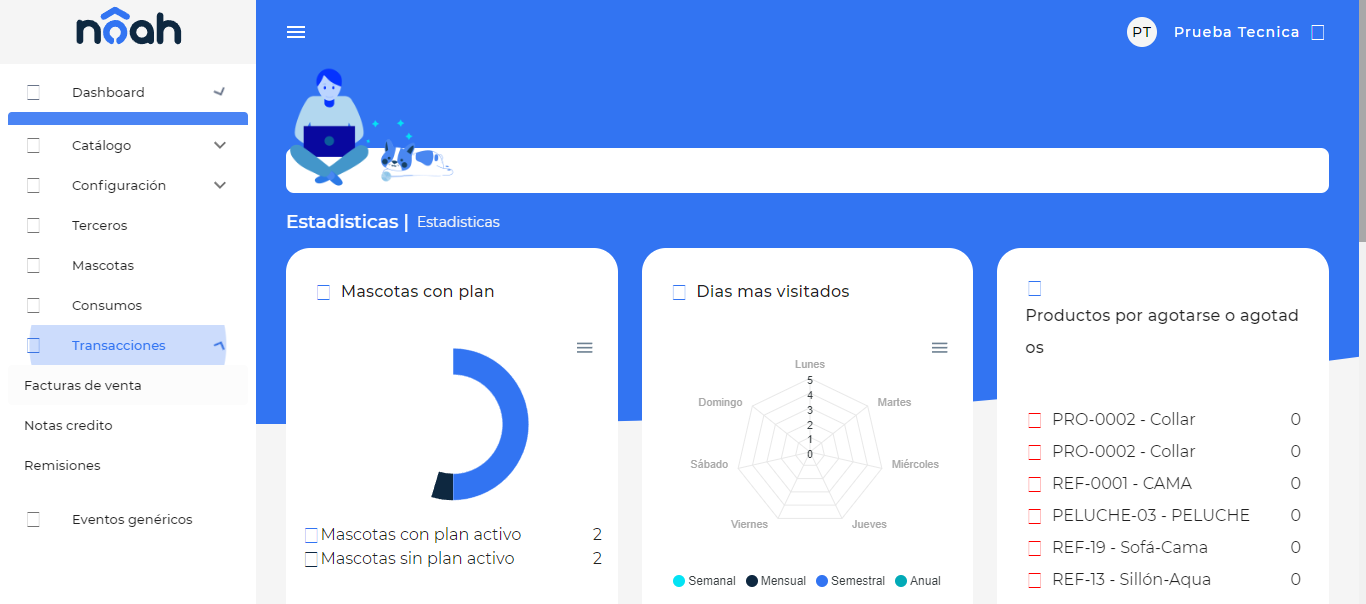 nôah
PT Prueba Tecnica
Dashboard
Catálogo
Configuración
Terceros
Mascotas
Consumos
Transacciones
Facturas de venta
Notas credito
Remisiones
Eventos genéricos
Estadisticas | Estadisticas
Mascotas con plan
Mascotas con plan activo 2
Mascotas sin plan activo 2
Dias mas visitados
Lunes
5
Domingo 4 Martes
3
2
1
Sábado 0 Miércoles
Viernes Jueves
Semanal Mensual Semestral Anual
Productos por agotarse o agotad
os
PRO-0002 - Collar 0
PRO-0002 - Collar 0
REF-0001 - CAMA 0
PELUCHE-03 - PELUCHE 0
REF-19 - Sofá-Cama 0
REF-13 - Sillón-Aqua 0